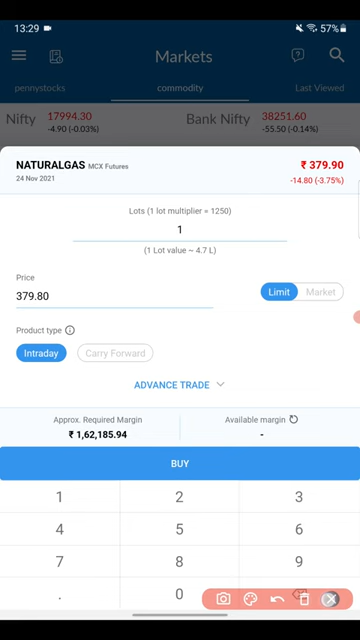 13:29
57%
Markets
pennystocks commodity Last Viewed
Nifty 17994.30 -4.90 (-0.03%)
Bank Nifty 38251.60 -55.50 (-0.14%)
NATURALGAS MCX Futures ₹ 379.90
24 Nov 2021 -14.80 (-3.75%)
Lots (1 lot multiplier = 1250)
1
(1 Lot value ~ 4.7 L)
Price
379.80 Limit Market
Product type
Intraday Carry Forward
ADVANCE TRADE
Approx. Required Margin Available margin
₹ 1,62,185.94 -
BUY
1 2 3
4 5 6
7 8 9
. 0